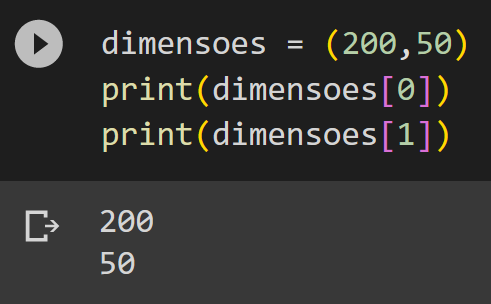 dimensoes = (200,50)
print(dimensoes[0])
print(dimensoes[1])
200
50